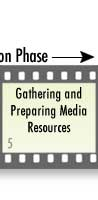 on Phase
Gathering and
Preparing Media
Resources
5